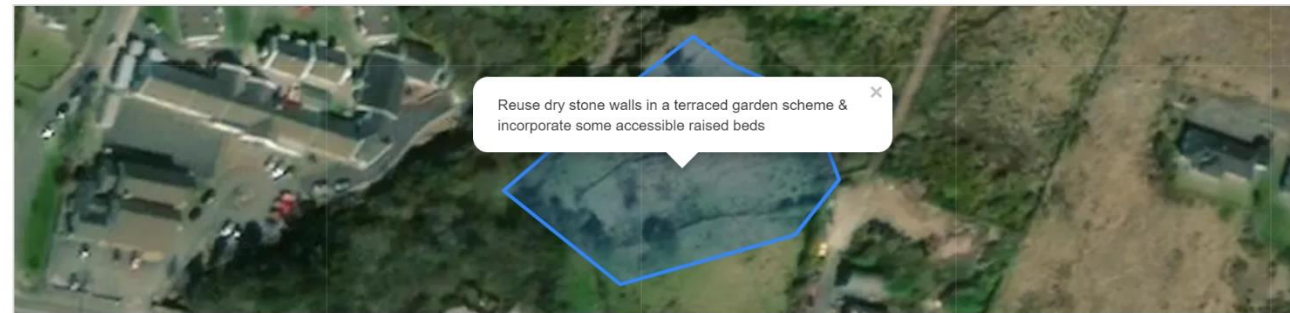 Reuse dry stone walls in a terraced garden scheme &
incorporate some accessible raised beds